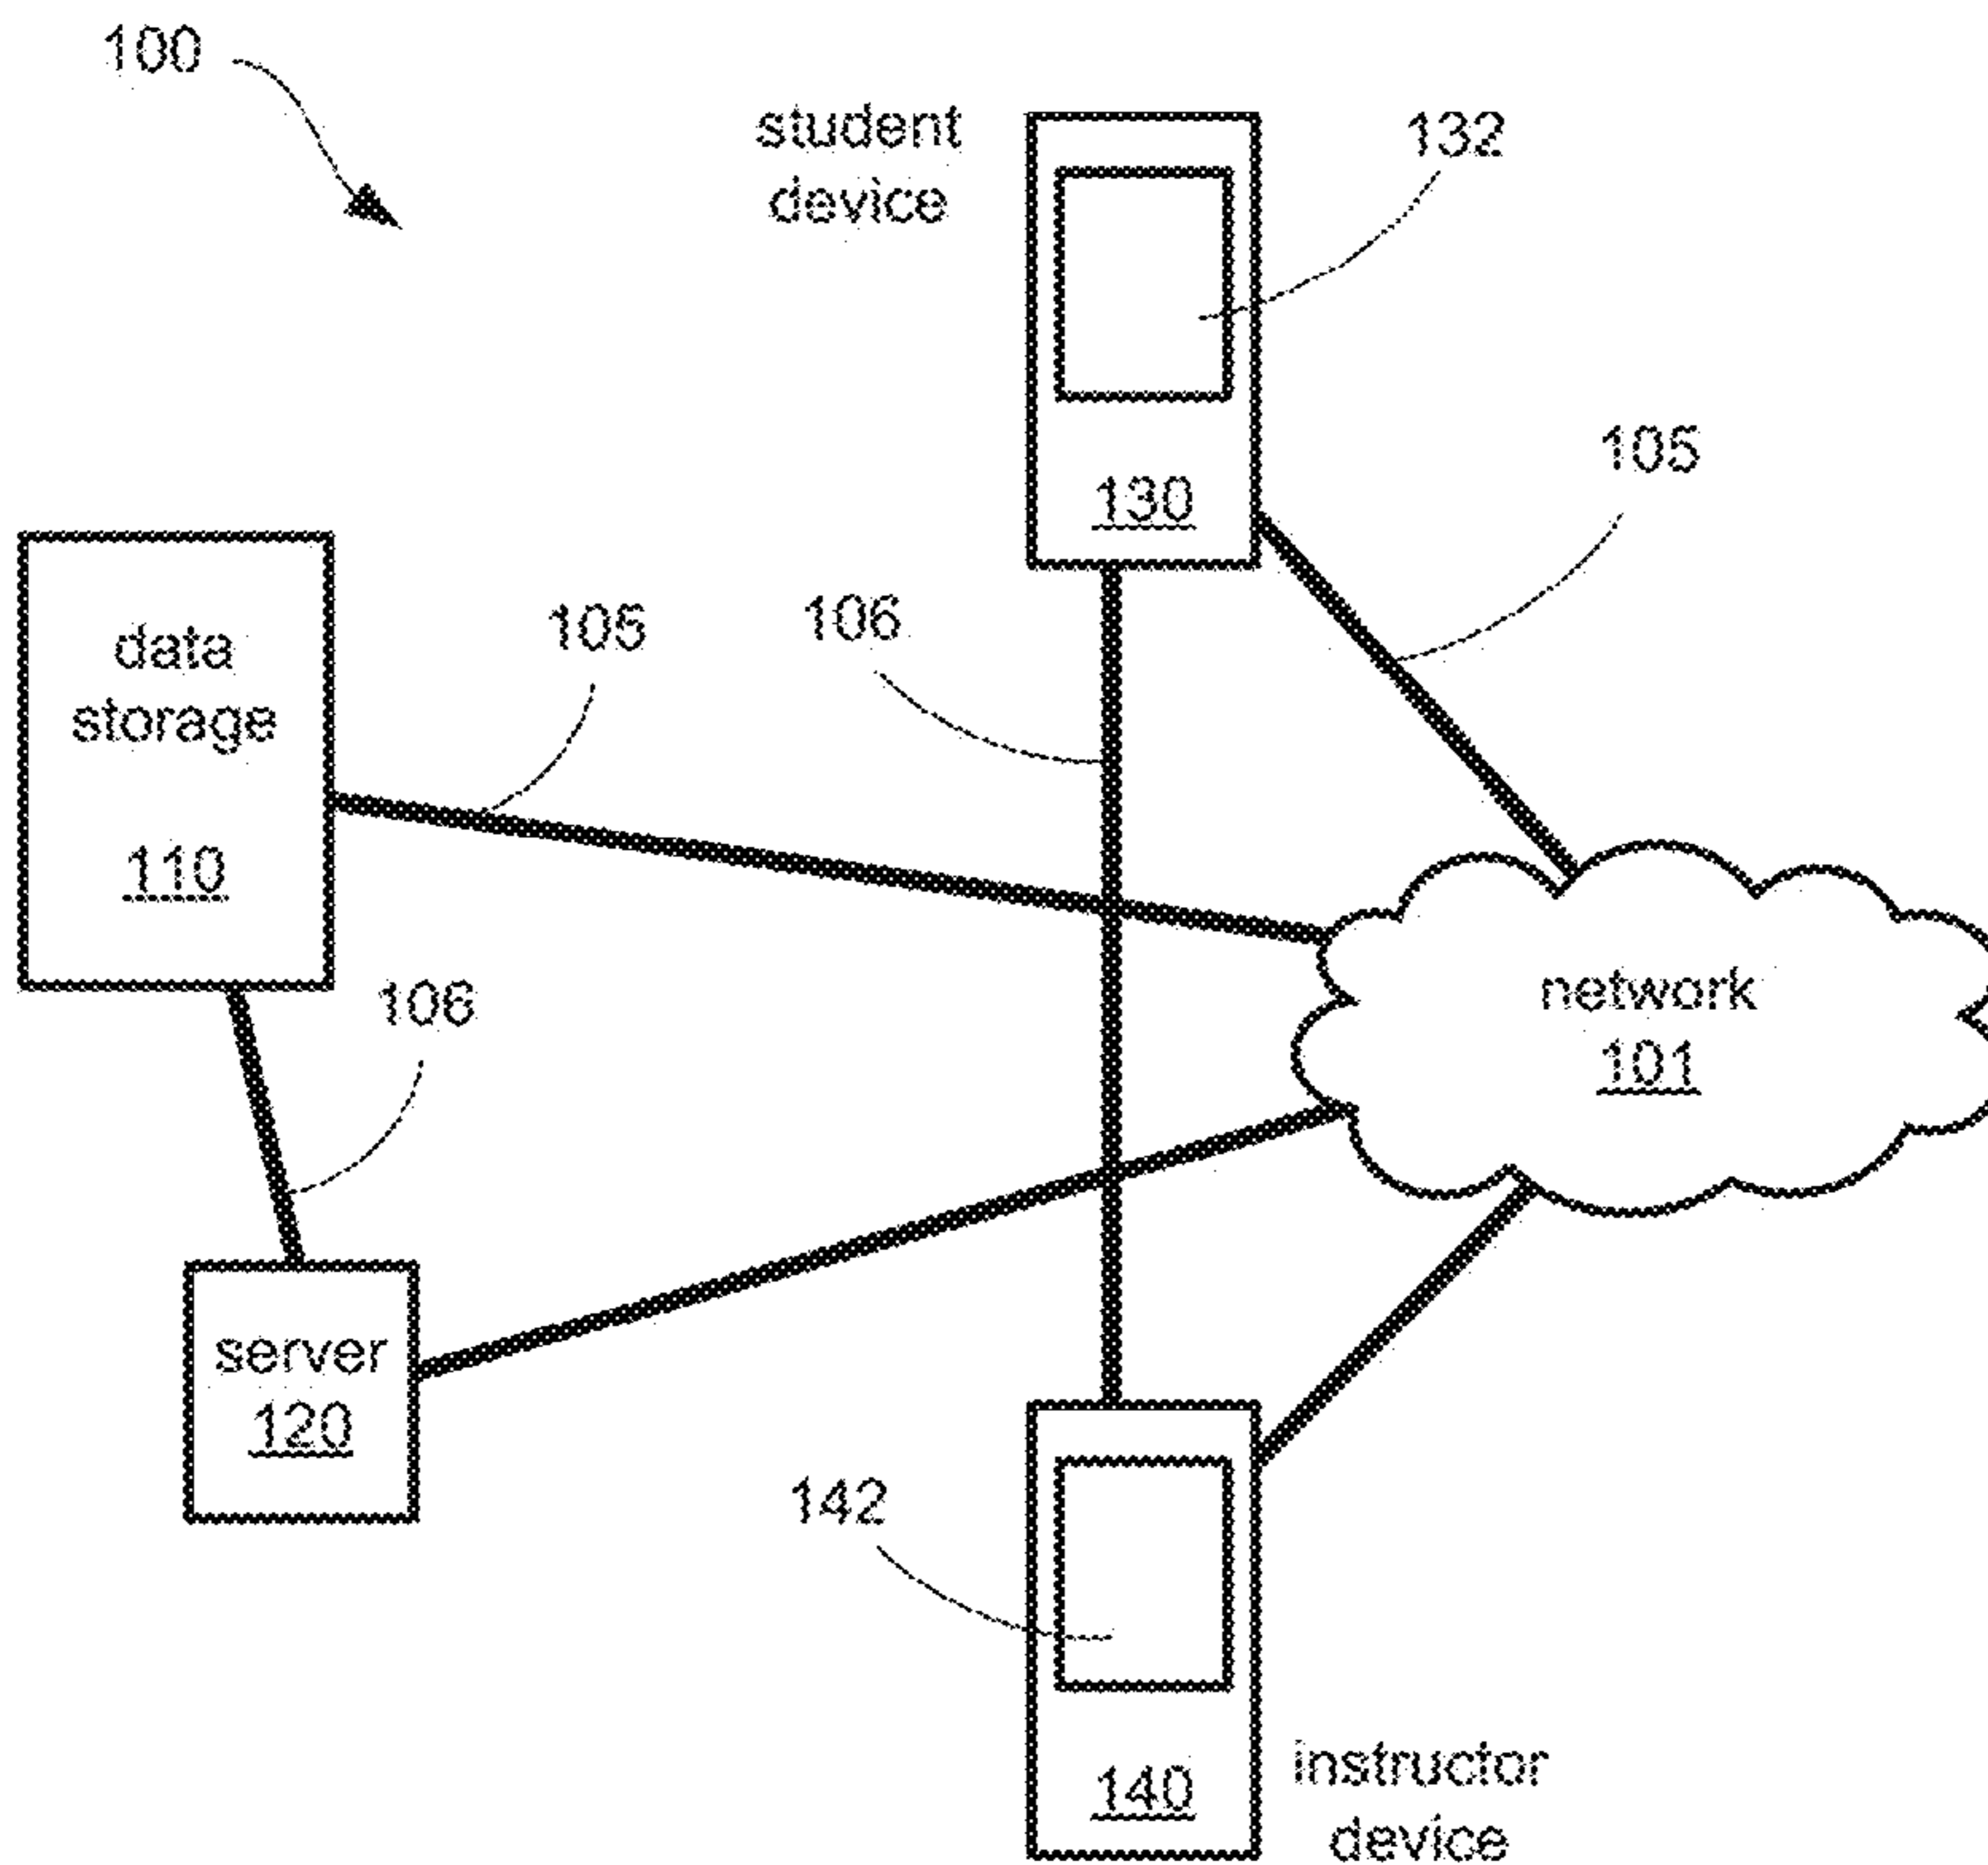 100
student
device
132
130
105
data
storage
110
105
106
106
network
101
server
120
142
140
instructor
device